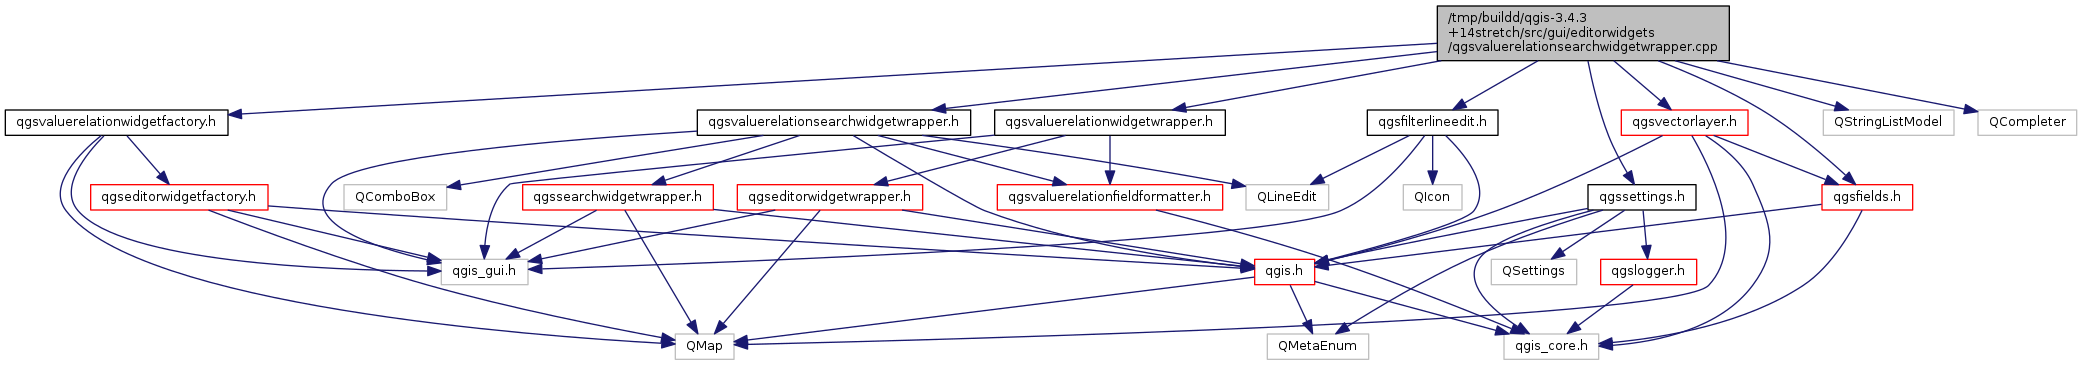 /tmp/buildd/qgis-3.4.3
+14stretch/src/gui/editorwidgets
/qgsvaluerelationsearchwidgetwrapper.cpp
qgsvaluerelationwidgetfactory.h
qgsvaluerelationsearchwidgetwrapper.h
qgsvaluerelationwidgetwrapper.h
qgsfilterlineedit.h
qgsvectorlayer.h
QStringListModel
QCompleter
qgseditorwidgetfactory.h
QComboBox
qgssearchwidgetwrapper.h
qgseditorwidgetwrapper.h
qgsvaluerelationfieldformatter.h
QLineEdit
QIcon
qgssettings.h
qgsfields.h
qgis_gui.h
qgis.h
QSettings
qgslogger.h
QMap
QMetaEnum
qgis_core.h